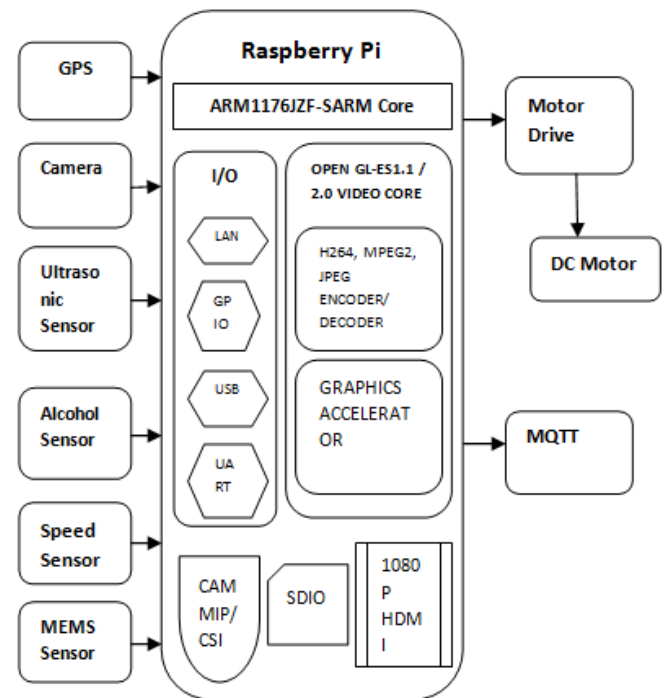 GPS
Camera
Ultraso
nic
Sensor
Alcohol
Sensor
Speed
Sensor
MEMS
Sensor
Raspberry Pi
ARM1176JZF-SARM Core
I/O
LAN
GP
IO
USB
UA
RT
OPEN GL-ES1.1 /
2.0 VIDEO CORE
H264, MPEG2,
JPEG
ENCODER/
DECODER
GRAPHICS
ACCELERAT
OR
CAM
MIP/
CSI
SDIO
1080
P
HDM
I
Motor
Drive
DC Motor
MQTT